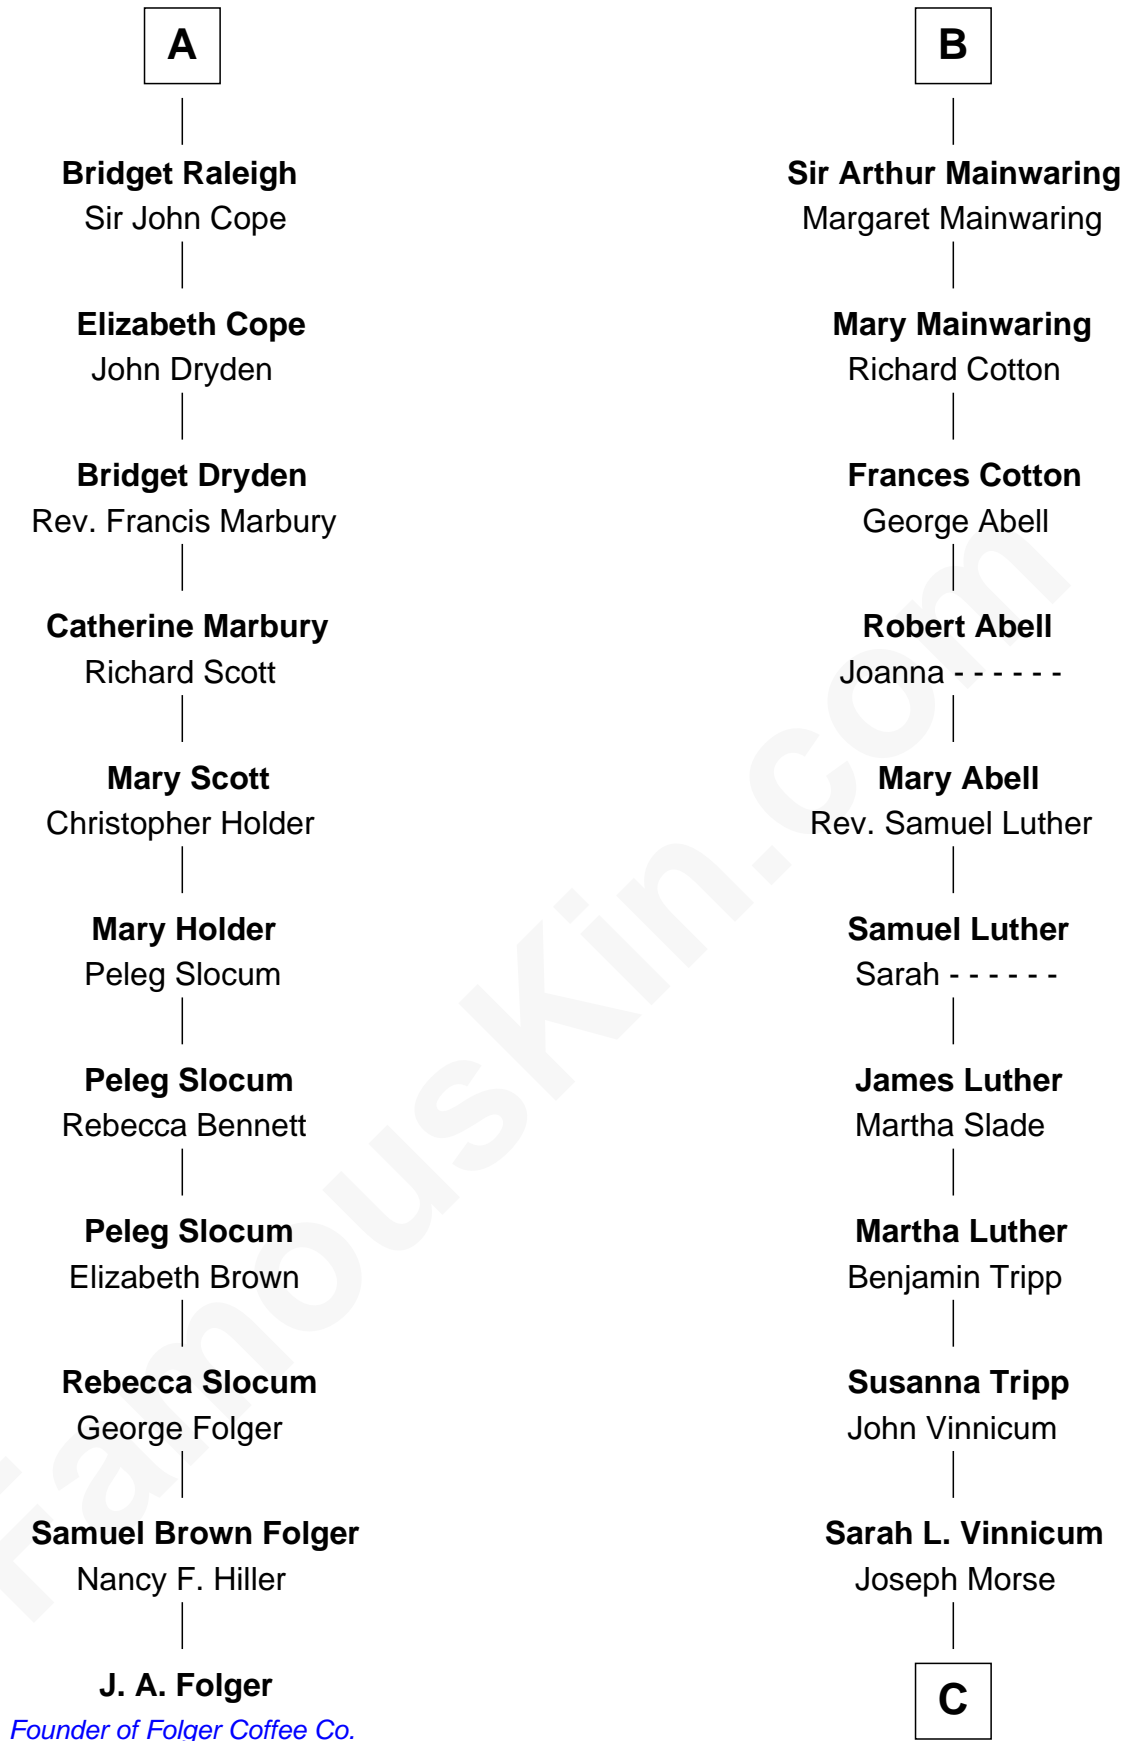 A
Bridget Raleigh
Sir John Cope
Elizabeth Cope
John Dryden
Bridget Dryden
Rev. Francis Marbury
Catherine Marbury
Richard Scott
Mary Scott
Christopher Holder
Mary Holder
Peleg Slocum
Peleg Slocum
Rebecca Bennett
Peleg Slocum
Elizabeth Brown
Rebecca Slocum
George Folger
Samuel Brown Folger
Nancy F. Hiller
J. A. Folger
Founder of Folger Coffee Co.
B
Sir Arthur Mainwaring
Margaret Mainwaring
Mary Mainwaring
Richard Cotton
Frances Cotton
George Abell
Robert Abell
Joanna - - - - - -
Mary Abell
Rev. Samuel Luther
Samuel Luther
Sarah - - - - - -
James Luther
Martha Slade
Martha Luther
Benjamin Tripp
Susanna Tripp
John Vinnicum
Sarah L. Vinnicum
Joseph Morse
C
FamousKin.com